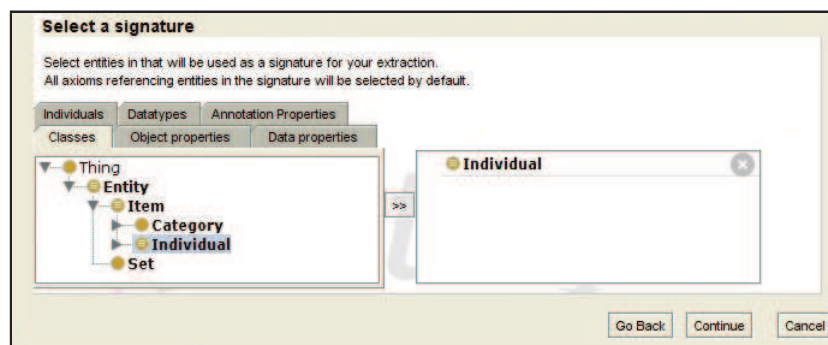 Select a signature
Select entities in that will be used as a signature for your extraction.
All axioms referencing entities in the signature will be selected by default.
Individuals Datatypes Annotation Properties
Classes Object properties Data properties
Thing
Entity
Item
Category
Individual
Set
>>
Individual
Go Back Continue Cancel